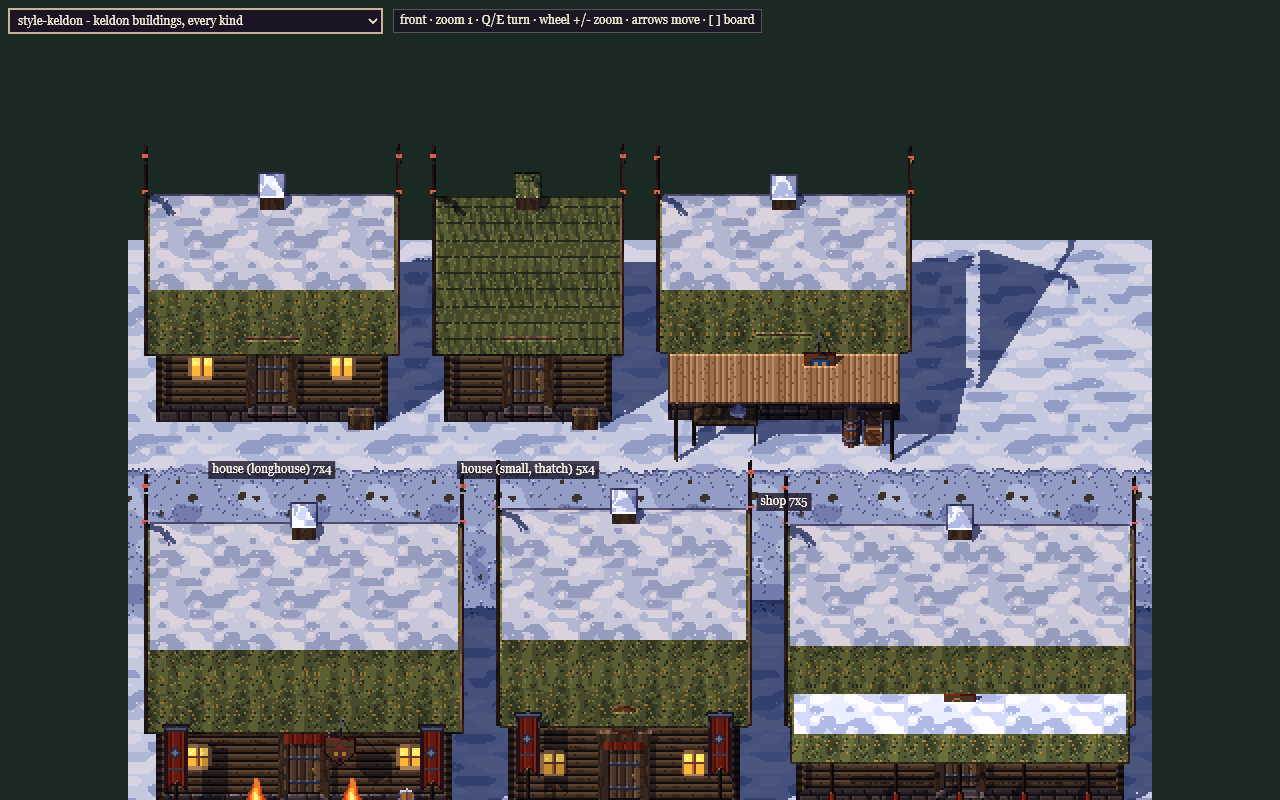 style-keldon - keldon buildings, every kind
front · zoom 1 · Q/E turn · wheel +/- zoom · arrows move · [ ] board
house (longhouse) 7x4
house (small, thatch) 5x4
shop 7x5